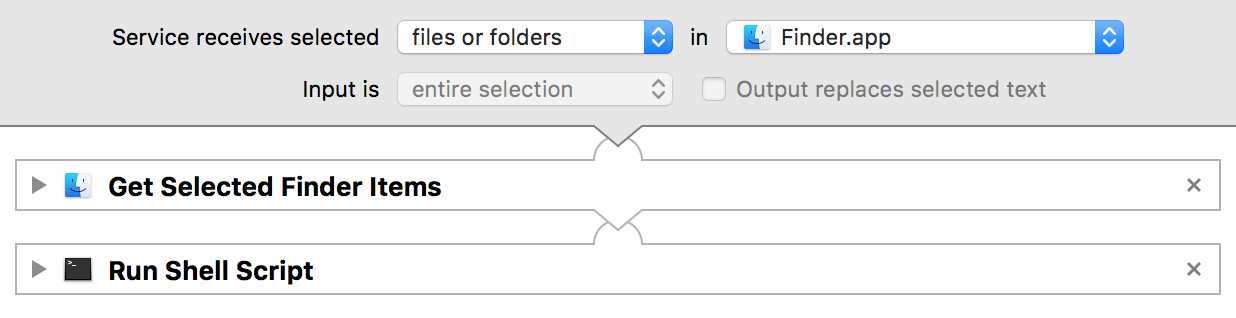 Service receives selected files or folders in Finder.app
Input is entire selection Output replaces selected text
Get Selected Finder Items
Run Shell Script